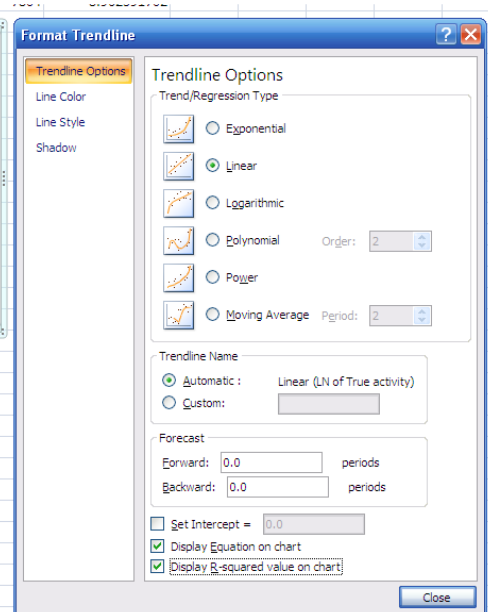 Format Trendline
Trendline Options
Line Color
Line Style
Shadow
Trendline Options
Trend/Regression Type
Exponential
Linear
Logarithmic
Polynomial Order: 2
Power
Moving Average Period: 2
Trendline Name
Automatic : Linear (LN of True activity)
Custom:
Forecast
Forward: 0.0 periods
Backward: 0.0 periods
Set Intercept = 0.0
Display Equation on chart
Display R-squared value on chart
Close